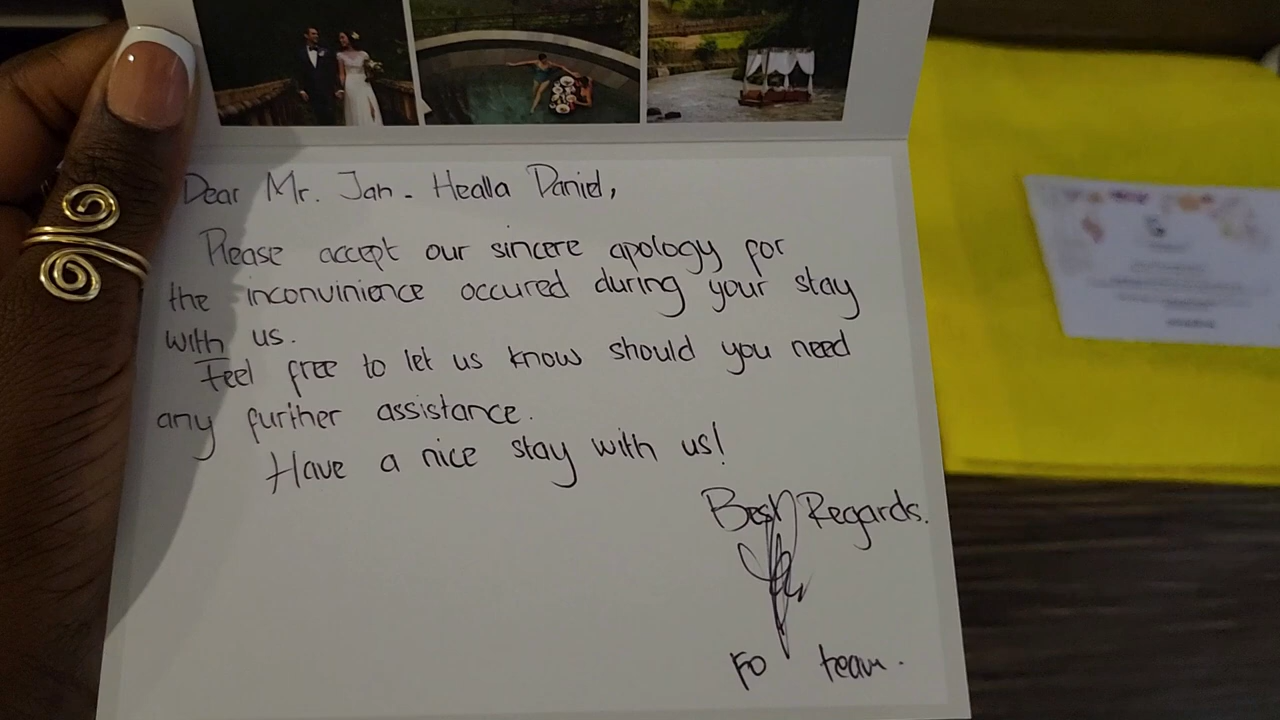 Dear Mr. Jan - Healla Daniel,
Please accept our sincere apology for
the inconvinience occured during your stay
with us.
Feel free to let us know should you need
any further assistance.
Have a nice stay with us!
Best Regards.
FO team.